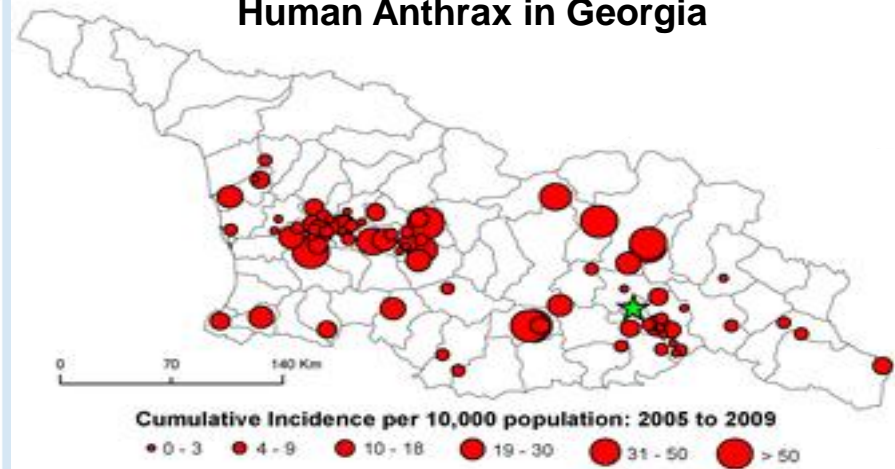 Human Anthrax in Georgia
0 70 140 Km
Cumulative Incidence per 10,000 population: 2005 to 2009
0 - 3 4 - 9 10 - 18 19 - 30 31 - 50 > 50